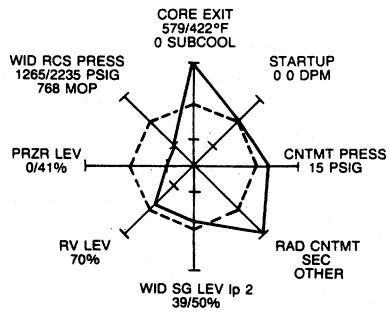 CORE EXIT
579/422°F
0 SUBCOOL
WID RCS PRESS
1265/2235 PSIG
768 MOP
STARTUP
0 0 DPM
PRZR LEV
0/41%
CNTMT PRESS
15 PSIG
RV LEV
70%
RAD CNTMT
SEC
OTHER
WID SG LEV lp 2
39/50%